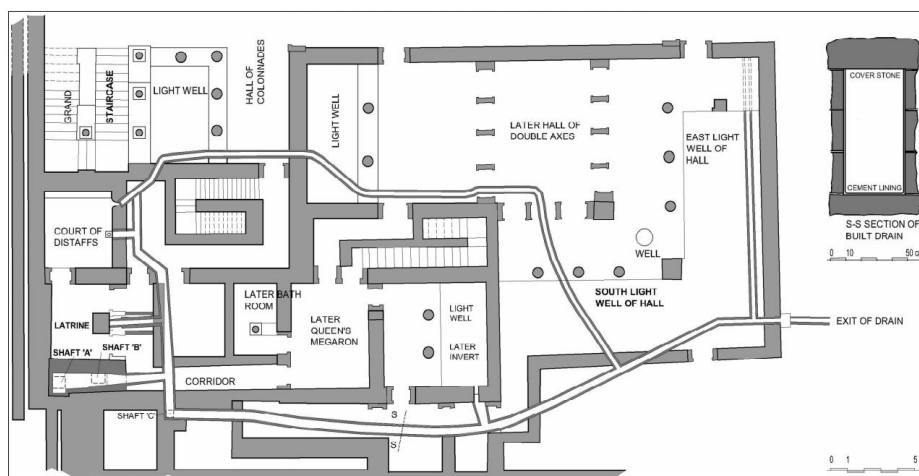 GRAND
STAIRCASE
LIGHT WELL
HALL OF
COLONNADES
LIGHT WELL
LATER HALL OF
DOUBLE AXES
EAST LIGHT
WELL OF
HALL
COVER STONE
CEMENT LINING
S-S SECTION OF
BUILT DRAIN
0 10 50 c
COURT OF
DISTAFFS
WELL
SOUTH LIGHT
WELL OF HALL
LATRINE
SHAFT 'A'
SHAFT 'B'
LATER BATH
ROOM
LATER
QUEEN'S
MEGARON
LIGHT
WELL
LATER
INVERT
EXIT OF DRAIN
CORRIDOR
SHAFT 'C'
S
S
0 1 5